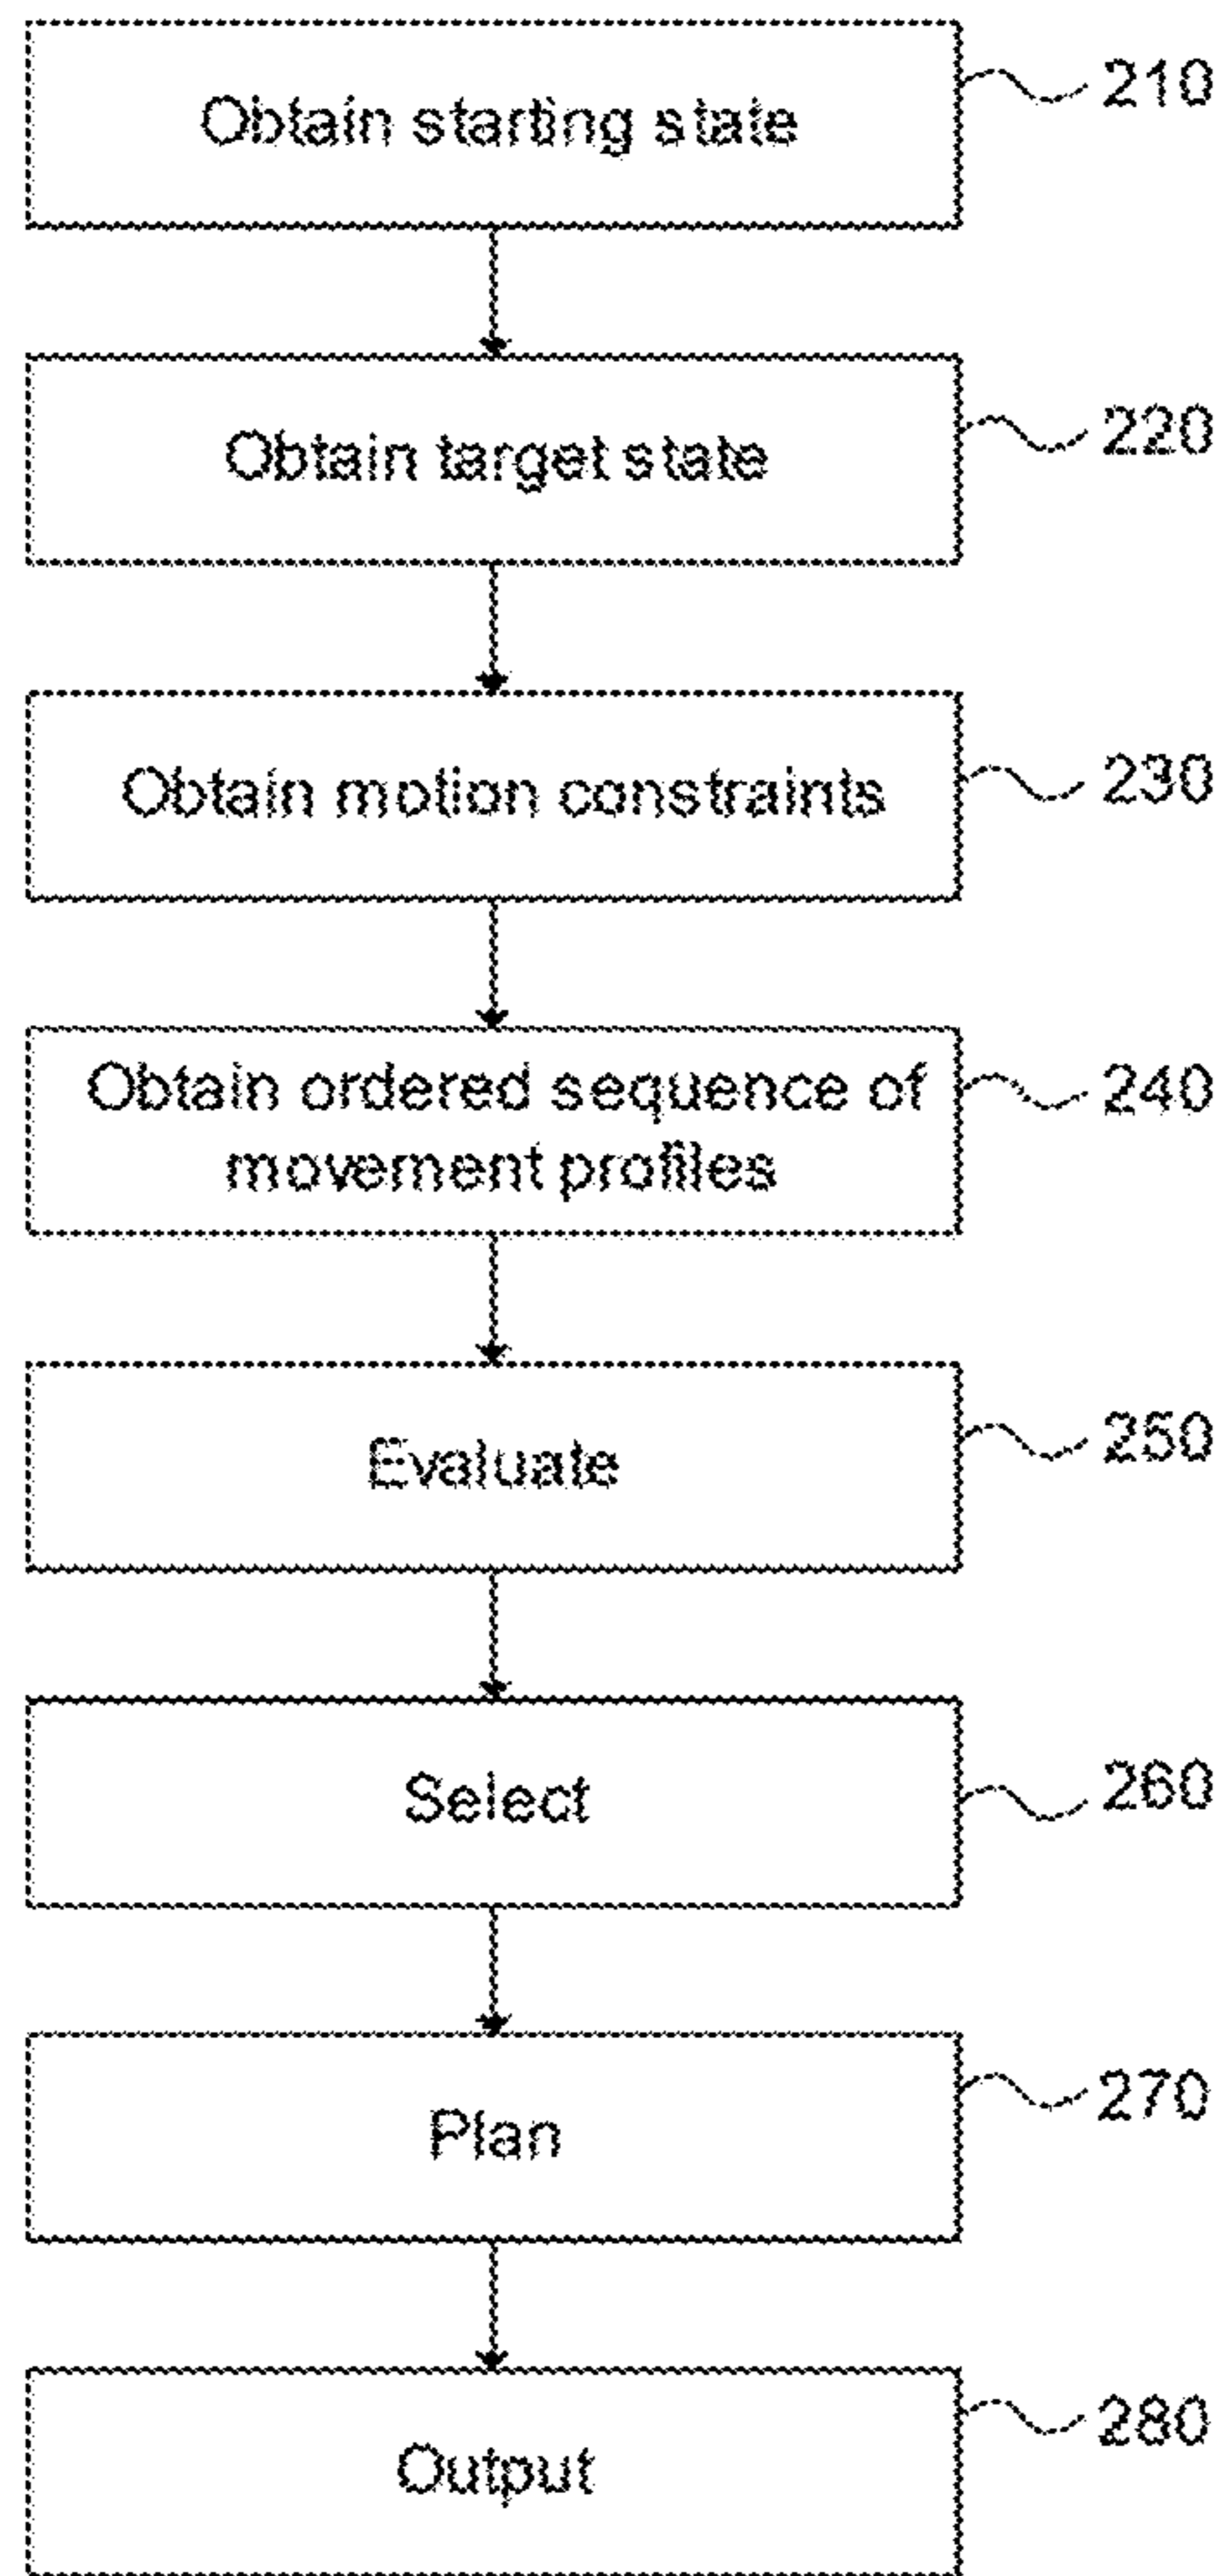 Obtain starting state
210
Obtain target state
220
Obtain motion constraints
230
Obtain ordered sequence of
movement profiles
240
Evaluate
250
Select
260
Plan
270
Output
280